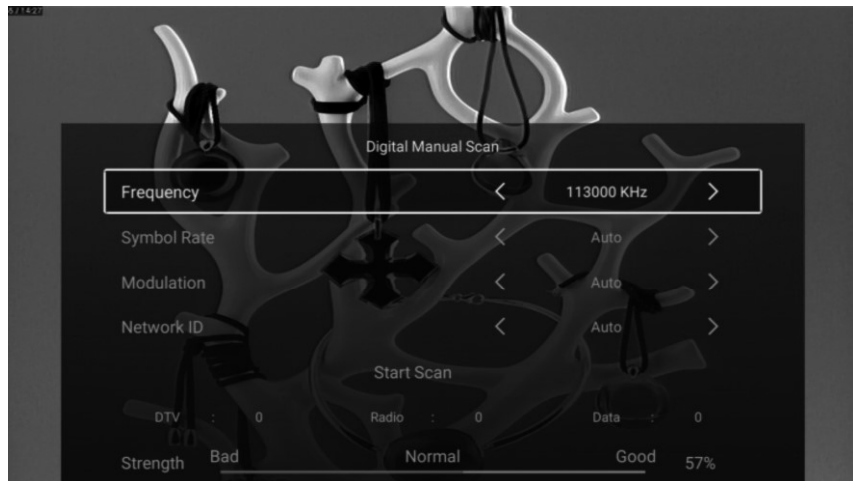 Digital Manual Scan
Frequency < 113000 KHz >
Symbol Rate < Auto >
Modulation < Auto >
Network ID < Auto >
Start Scan
DTV : 0 Radio : 0 Data : 0
Strength Bad Normal Good 57%